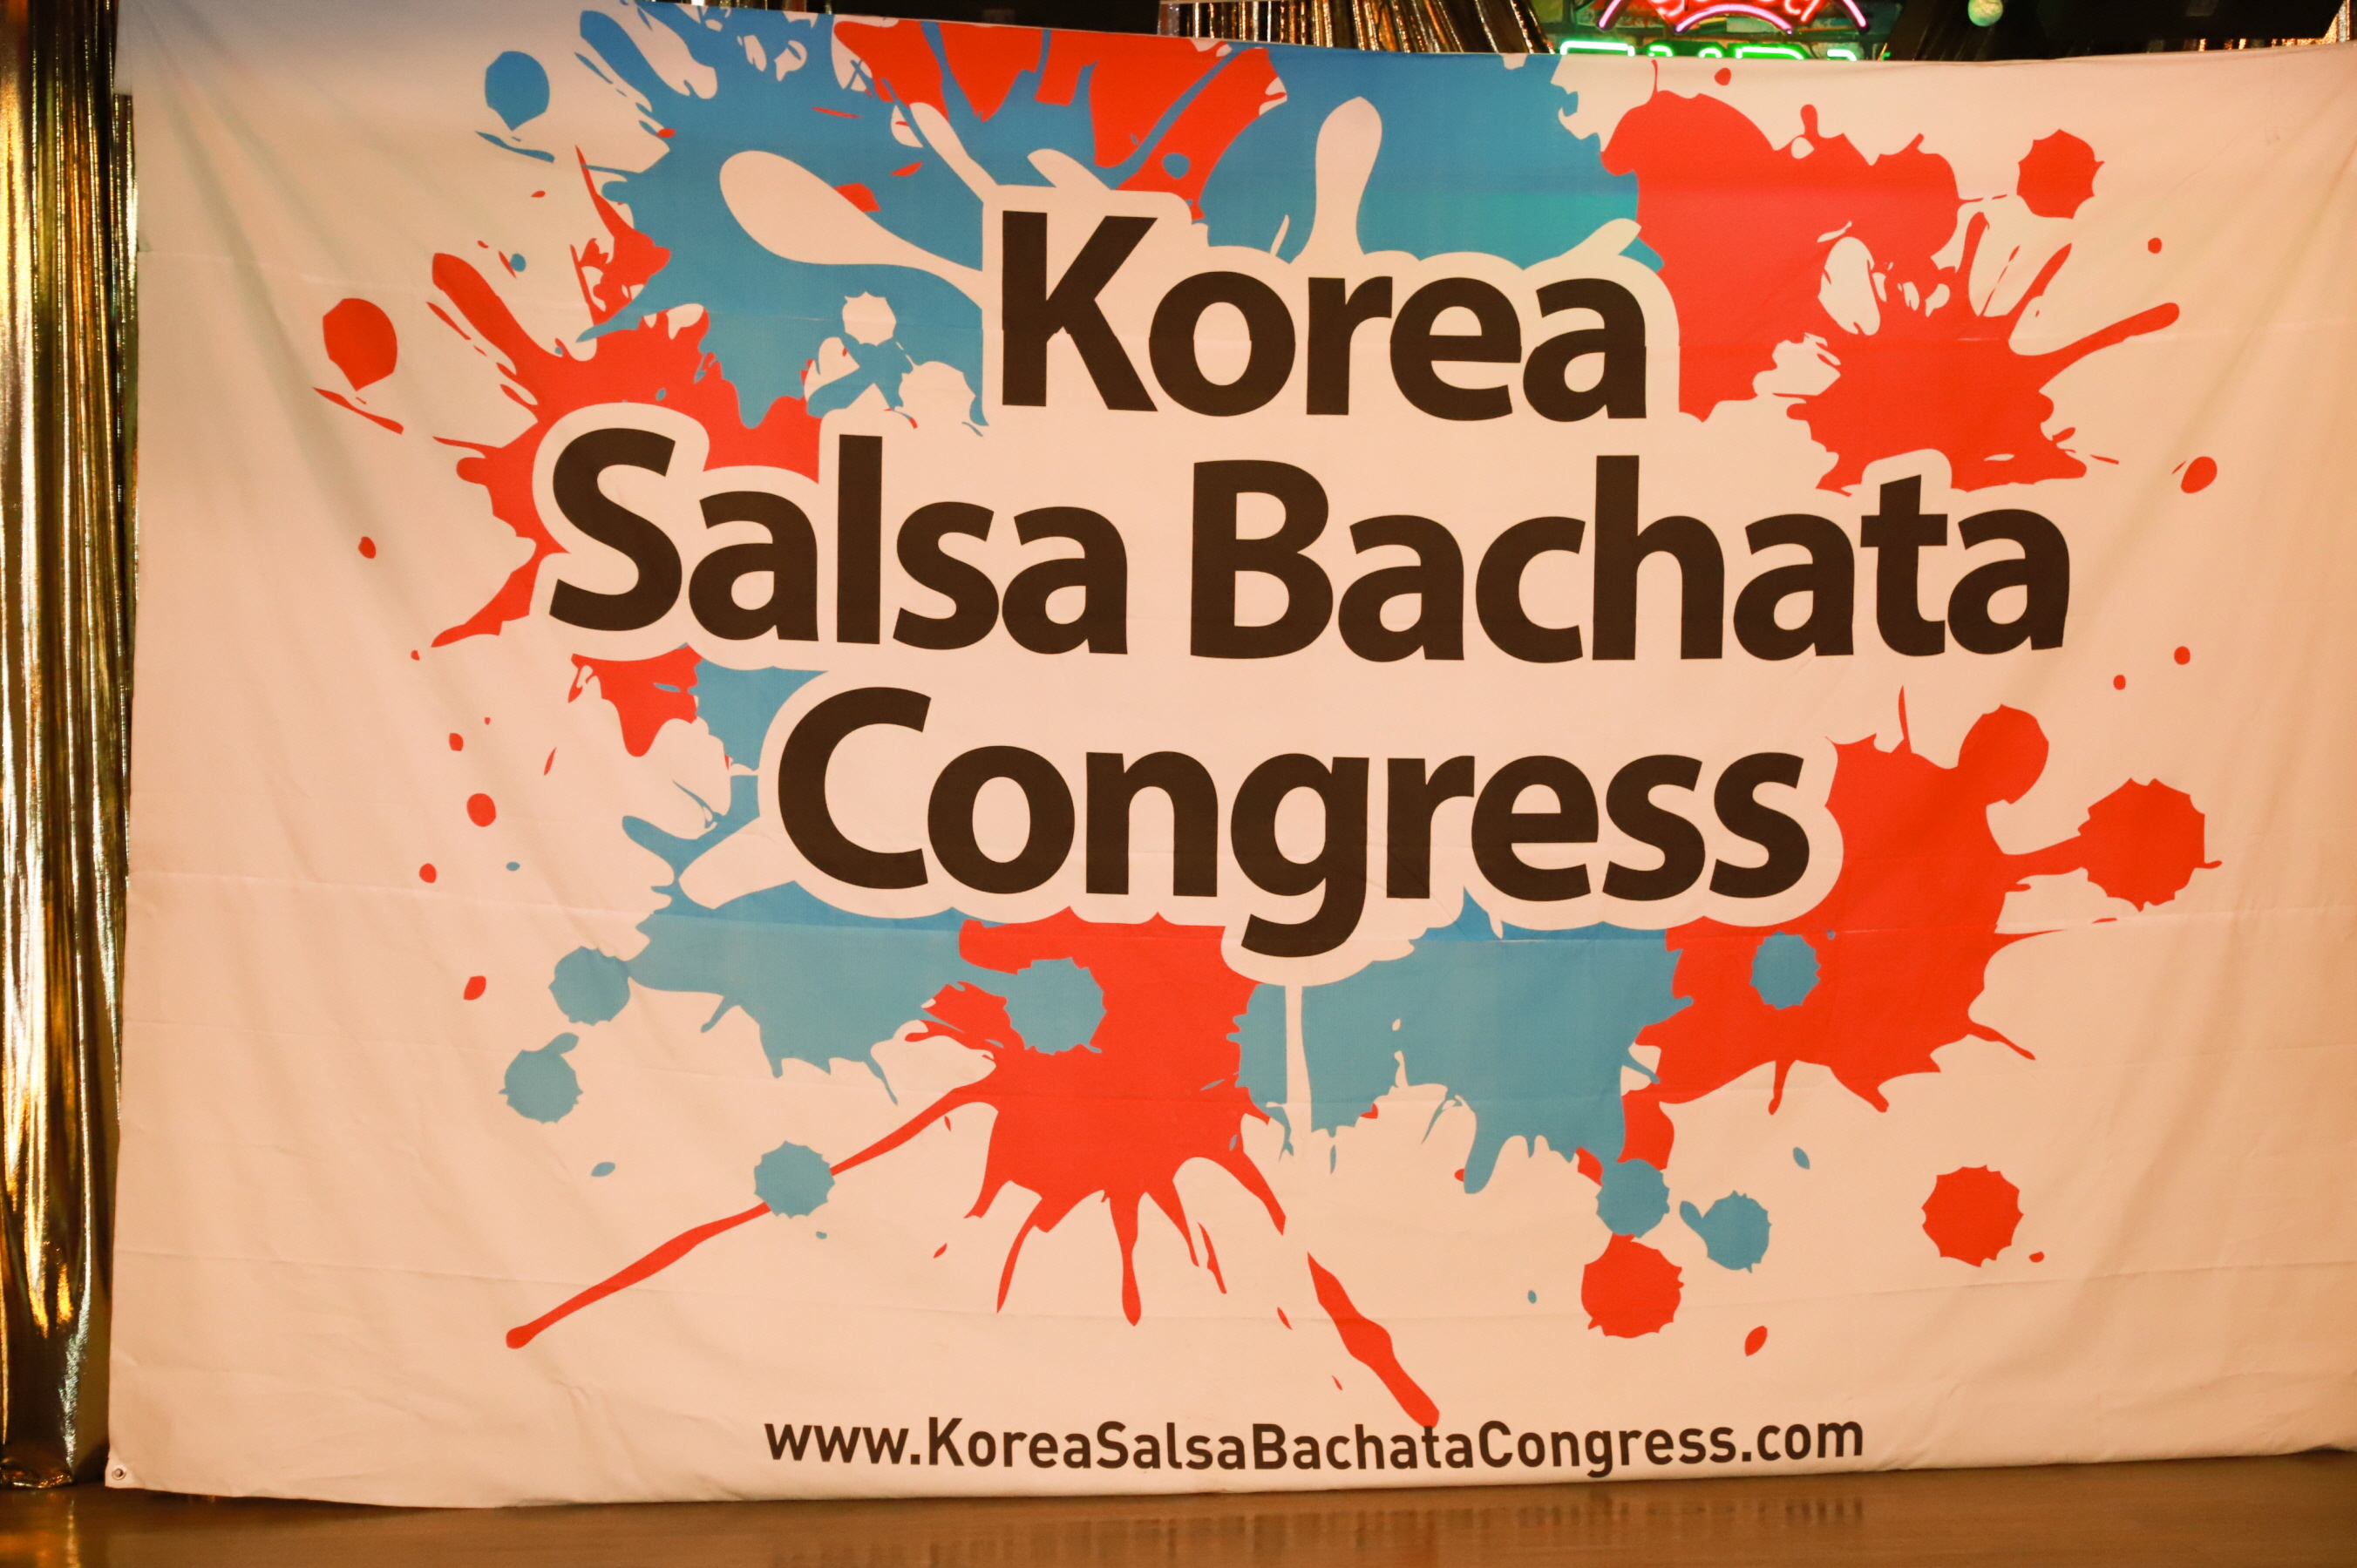 Korea
Salsa Bachata
Congress
www.KoreaSalsaBachataCongress.com